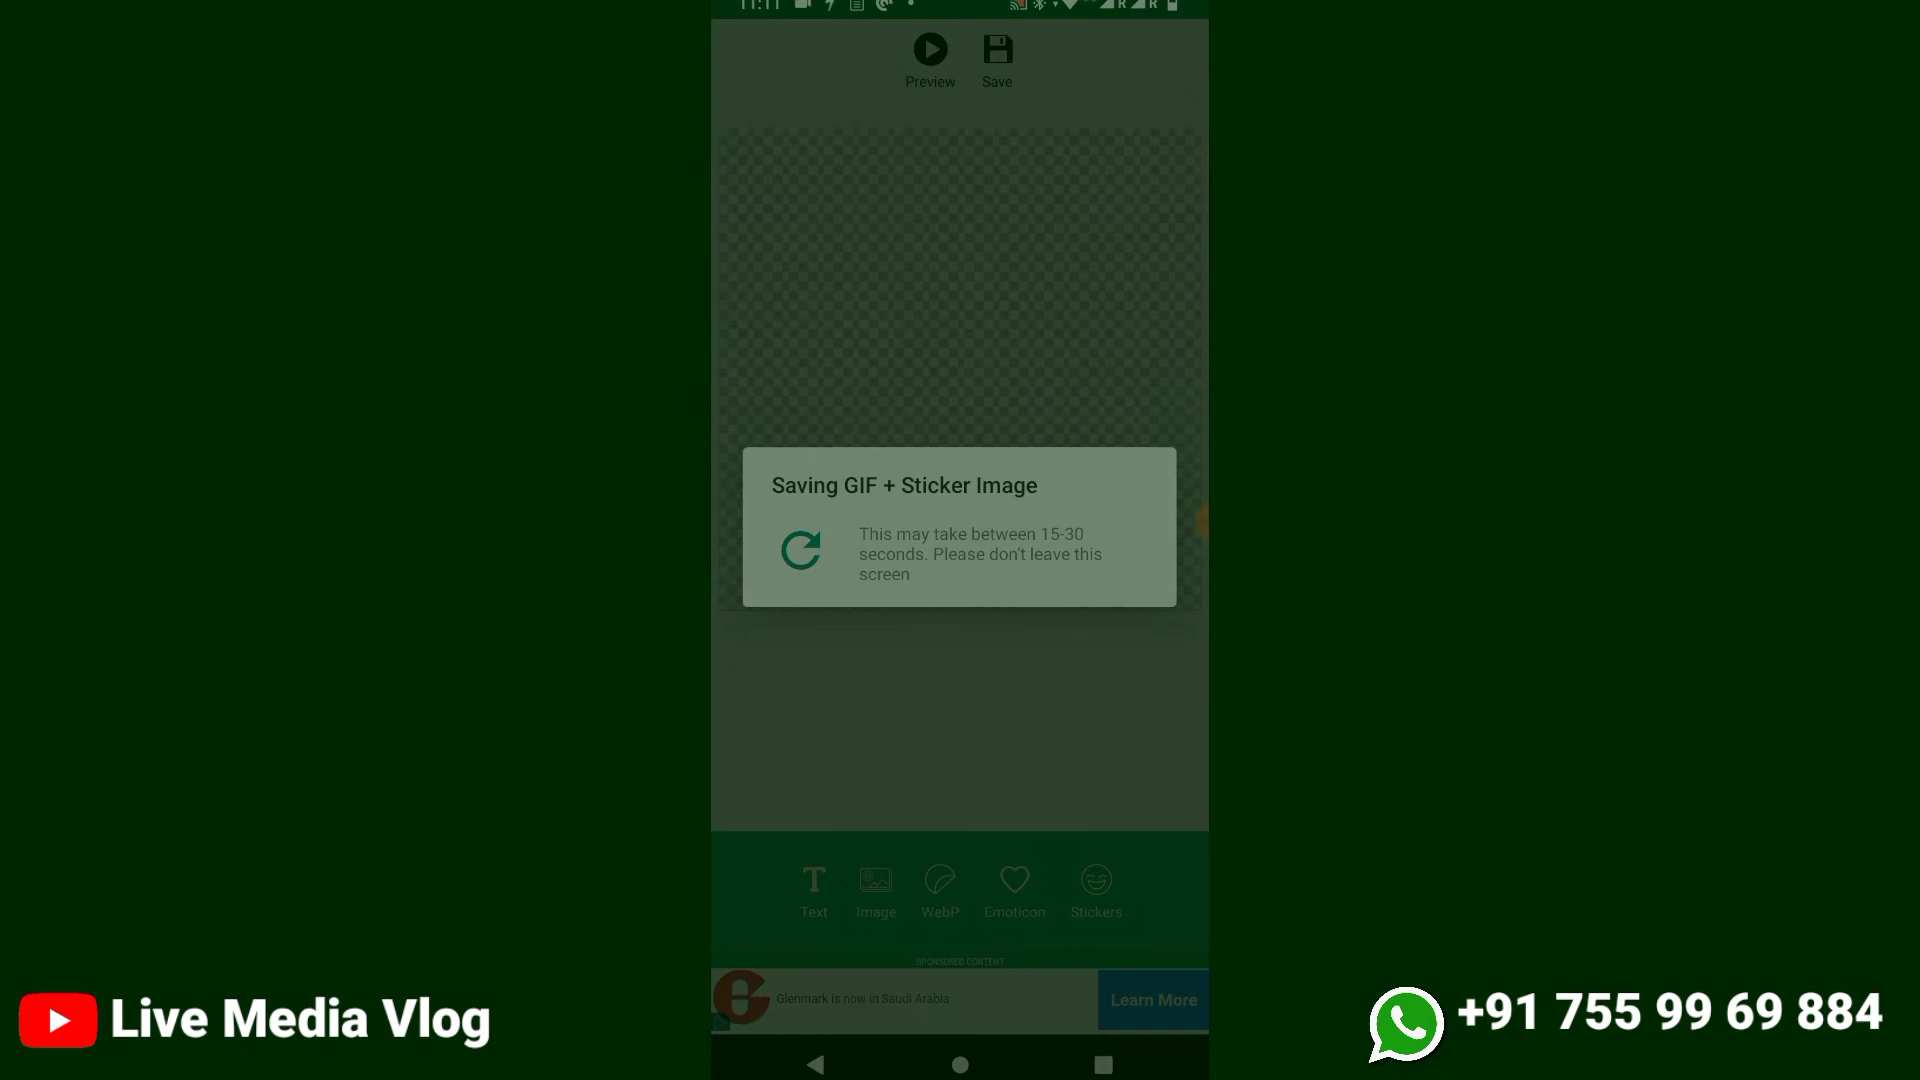 11:11
R R
Preview Save
Saving GIF + Sticker Image
This may take between 15-30
seconds. Please don't leave this
screen
Text Image WebP Emoticon Stickers
SPONSORED CONTENT
Glenmark is now in Saudi Arabia
Learn More
Live Media Vlog
+91 755 99 69 884